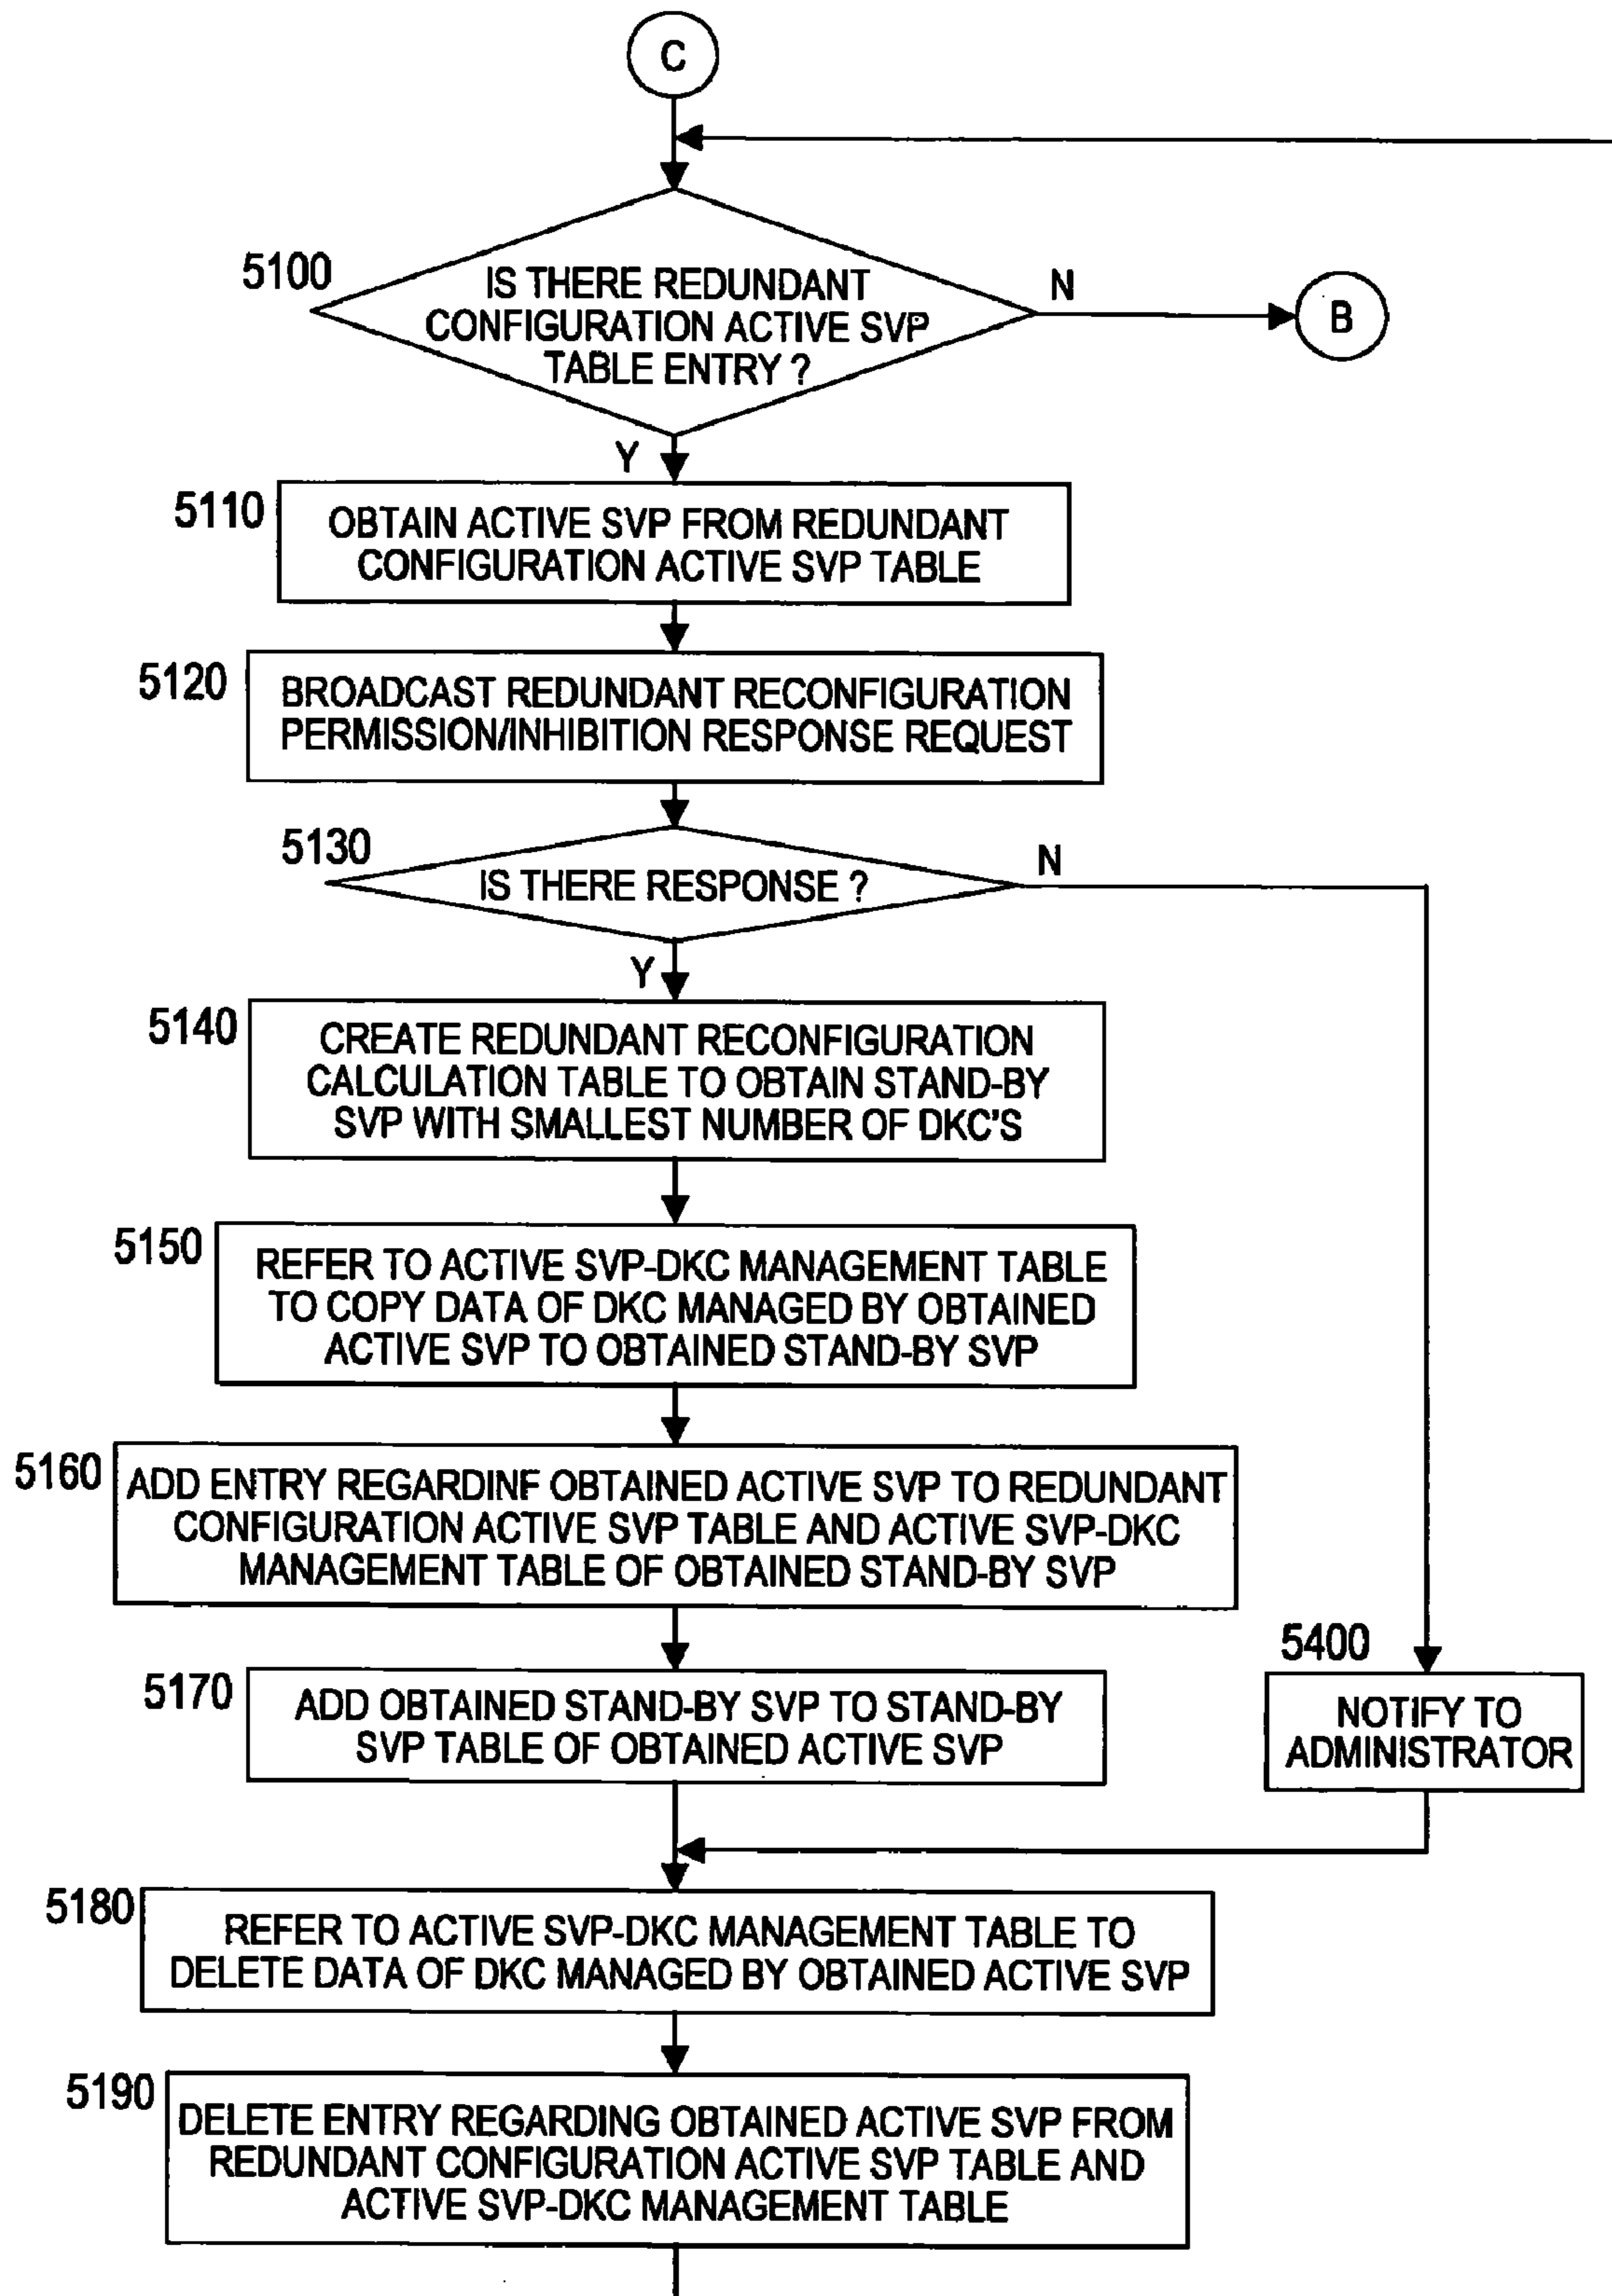 C
5100
IS THERE REDUNDANT
CONFIGURATION ACTIVE SVP
TABLE ENTRY ?
N
B
Y
5110
OBTAIN ACTIVE SVP FROM REDUNDANT
CONFIGURATION ACTIVE SVP TABLE
5120
BROADCAST REDUNDANT RECONFIGURATION
PERMISSION/INHIBITION RESPONSE REQUEST
5130
IS THERE RESPONSE ?
N
Y
5140
CREATE REDUNDANT RECONFIGURATION
CALCULATION TABLE TO OBTAIN STAND-BY
SVP WITH SMALLEST NUMBER OF DKC'S
5150
REFER TO ACTIVE SVP-DKC MANAGEMENT TABLE
TO COPY DATA OF DKC MANAGED BY OBTAINED
ACTIVE SVP TO OBTAINED STAND-BY SVP
5160
ADD ENTRY REGARDINF OBTAINED ACTIVE SVP TO REDUNDANT
CONFIGURATION ACTIVE SVP TABLE AND ACTIVE SVP-DKC
MANAGEMENT TABLE OF OBTAINED STAND-BY SVP
5170
ADD OBTAINED STAND-BY SVP TO STAND-BY
SVP TABLE OF OBTAINED ACTIVE SVP
5400
NOTIFY TO
ADMINISTRATOR
5180
REFER TO ACTIVE SVP-DKC MANAGEMENT TABLE TO
DELETE DATA OF DKC MANAGED BY OBTAINED ACTIVE SVP
5190
DELETE ENTRY REGARDING OBTAINED ACTIVE SVP FROM
REDUNDANT CONFIGURATION ACTIVE SVP TABLE AND
ACTIVE SVP-DKC MANAGEMENT TABLE